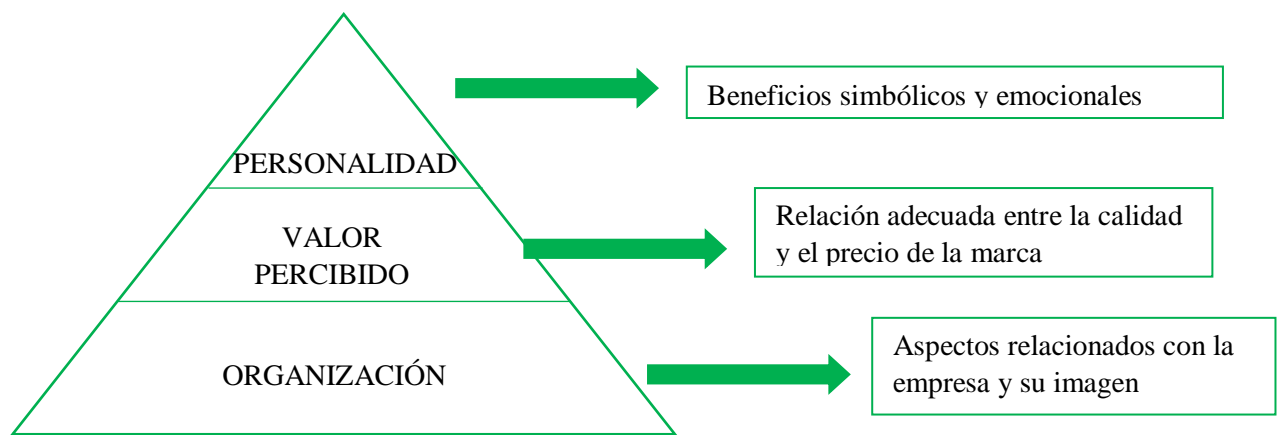 Beneficios simbólicos y emocionales
PERSONALIDAD
VALOR
PERCIBIDO
Relación adecuada entre la calidad
y el precio de la marca
ORGANIZACIÓN
Aspectos relacionados con la
empresa y su imagen